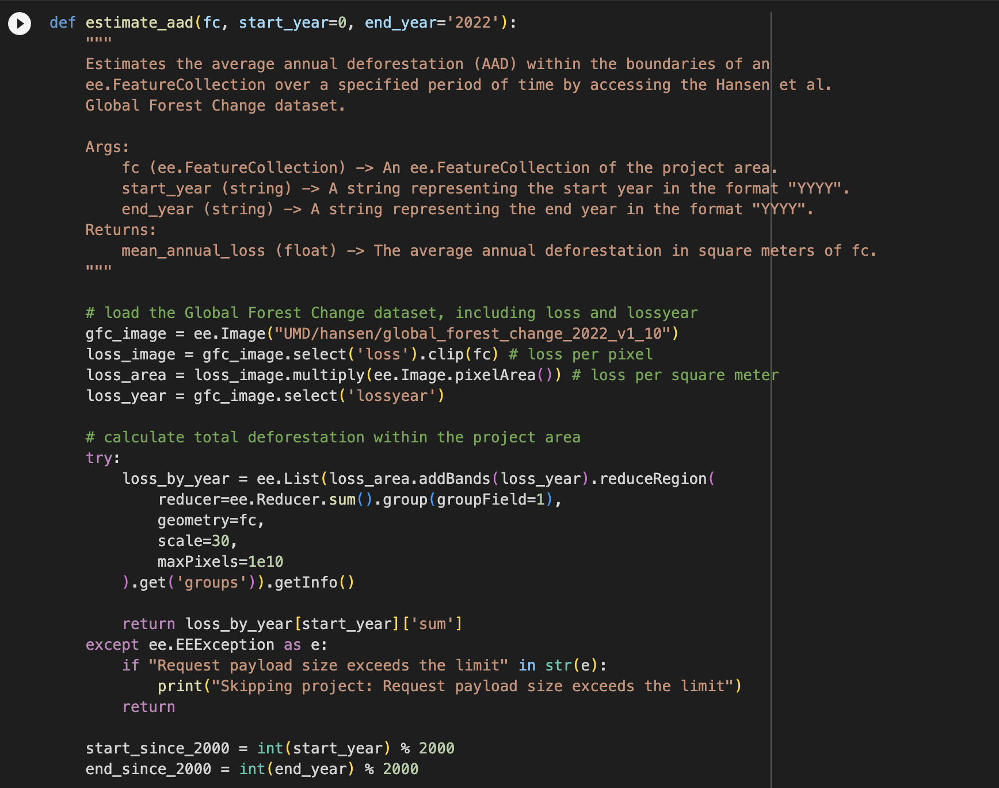 def estimate_aad(fc, start_year=0, end_year='2022'):
    """
    Estimates the average annual deforestation (AAD) within the boundaries of an
    ee.FeatureCollection over a specified period of time by accessing the Hansen et al.
    Global Forest Change dataset.

    Args:
        fc (ee.FeatureCollection) -> An ee.FeatureCollection of the project area.
        start_year (string) -> A string representing the start year in the format "YYYY".
        end_year (string) -> A string representing the end year in the format "YYYY".
    Returns:
        mean_annual_loss (float) -> The average annual deforestation in square meters of fc.
    """

    # load the Global Forest Change dataset, including loss and lossyear
    gfc_image = ee.Image("UMD/hansen/global_forest_change_2022_v1_10")
    loss_image = gfc_image.select('loss').clip(fc) # loss per pixel
    loss_area = loss_image.multiply(ee.Image.pixelArea()) # loss per square meter
    loss_year = gfc_image.select('lossyear')

    # calculate total deforestation within the project area
    try:
        loss_by_year = ee.List(loss_area.addBands(loss_year).reduceRegion(
            reducer=ee.Reducer.sum().group(groupField=1),
            geometry=fc,
            scale=30,
            maxPixels=1e10
        ).get('groups')).getInfo()

        return loss_by_year[start_year]['sum']
    except ee.EEException as e:
        if "Request payload size exceeds the limit" in str(e):
            print("Skipping project: Request payload size exceeds the limit")
        return

    start_since_2000 = int(start_year) % 2000
    end_since_2000 = int(end_year) % 2000